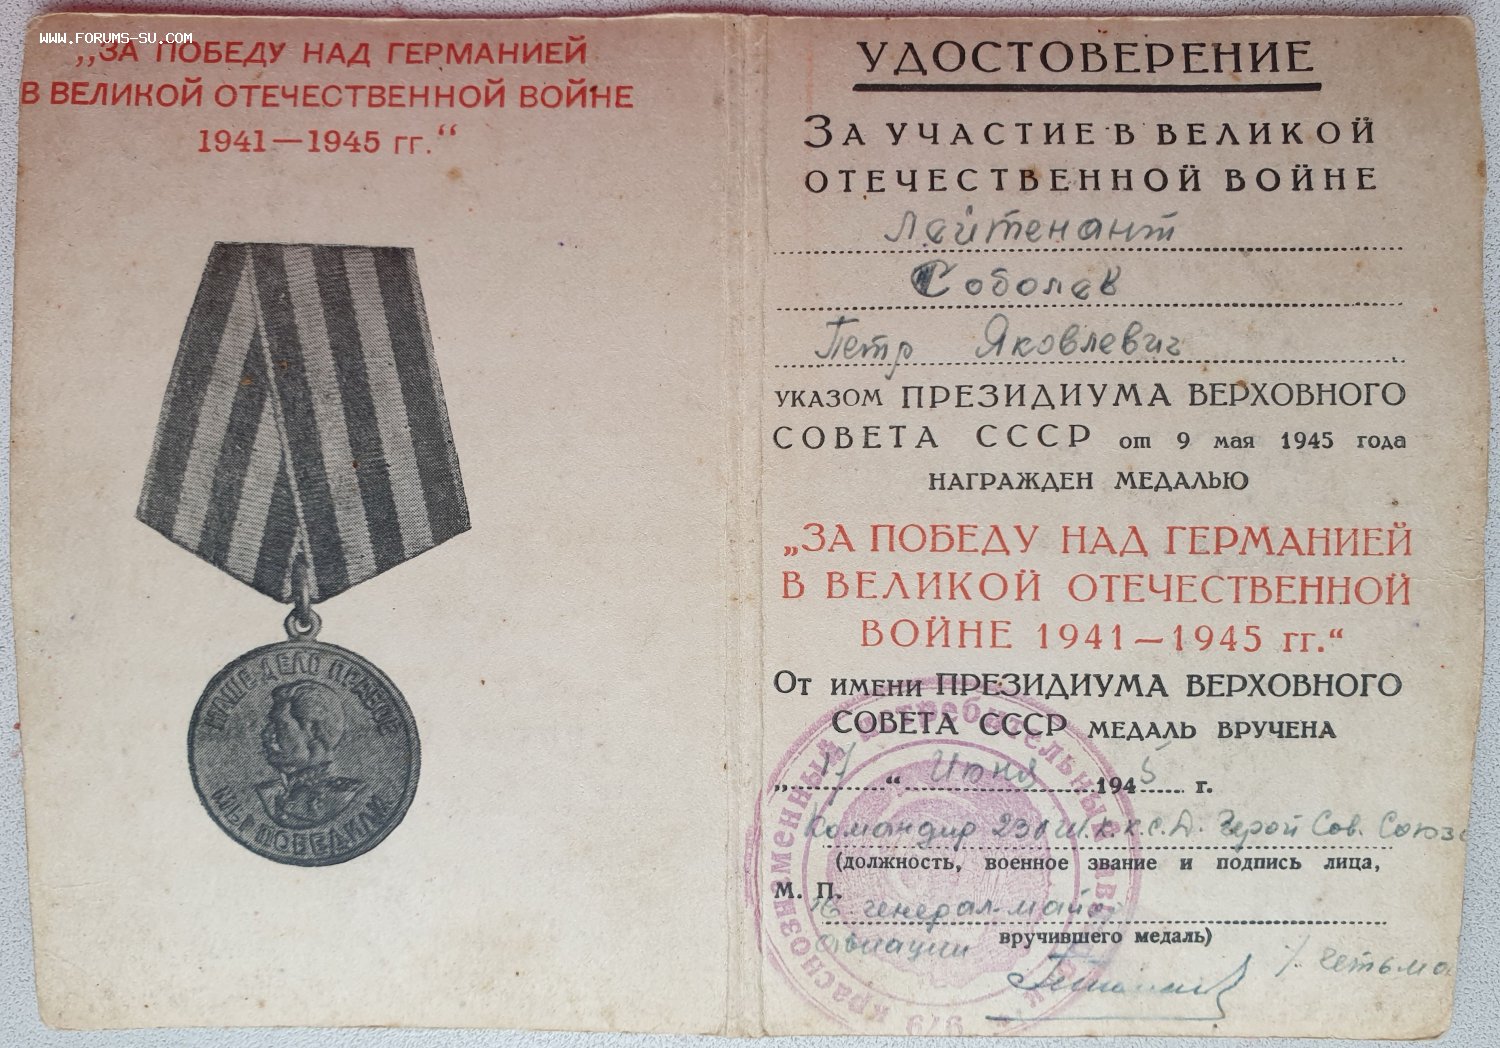 www.forums-su.com
„ЗА ПОБЕДУ НАД ГЕРМАНИЕЙ
В ВЕЛИКОЙ ОТЕЧЕСТВЕННОЙ ВОЙНЕ
1941—1945 гг.“
НАШЕ ДЕЛО ПРАВОЕ
МЫ ПОБЕДИЛИ
УДОСТОВЕРЕНИЕ
ЗА УЧАСТИЕ В ВЕЛИКОЙ
ОТЕЧЕСТВЕННОЙ ВОЙНЕ
Лейтенант
Соболев
Петр Яковлевич
УКАЗОМ ПРЕЗИДИУМА ВЕРХОВНОГО
СОВЕТА СССР от 9 мая 1945 года
НАГРАЖДЕН МЕДАЛЬЮ
„ЗА ПОБЕДУ НАД ГЕРМАНИЕЙ
В ВЕЛИКОЙ ОТЕЧЕСТВЕННОЙ
ВОЙНЕ 1941—1945 гг.“
ОТ ИМЕНИ ПРЕЗИДИУМА ВЕРХОВНОГО
СОВЕТА СССР МЕДАЛЬ ВРУЧЕНА
„17“ Июня 1945 г.
Командир Герой Сов. Союза
(должность, военное звание и подпись лица,
М. П.
генерал-майор
вручившего медаль)
авиации
/Гетьма
Краснознаменный истребительный
979